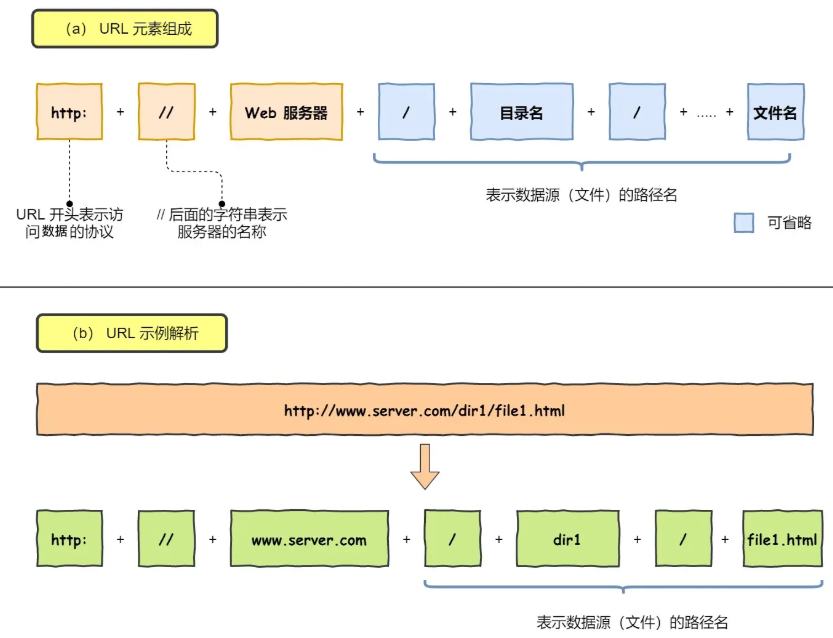 （a） URL 元素组成
http: + // + Web 服务器 + / + 目录名 + / + ..... + 文件名
表示数据源（文件）的路径名
URL 开头表示访
问数据的协议
// 后面的字符串表示
服务器的名称
可省略
（b） URL 示例解析
http://www.server.com/dir1/file1.html
http: + // + www.server.com + / + dir1 + / + file1.html
表示数据源（文件）的路径名